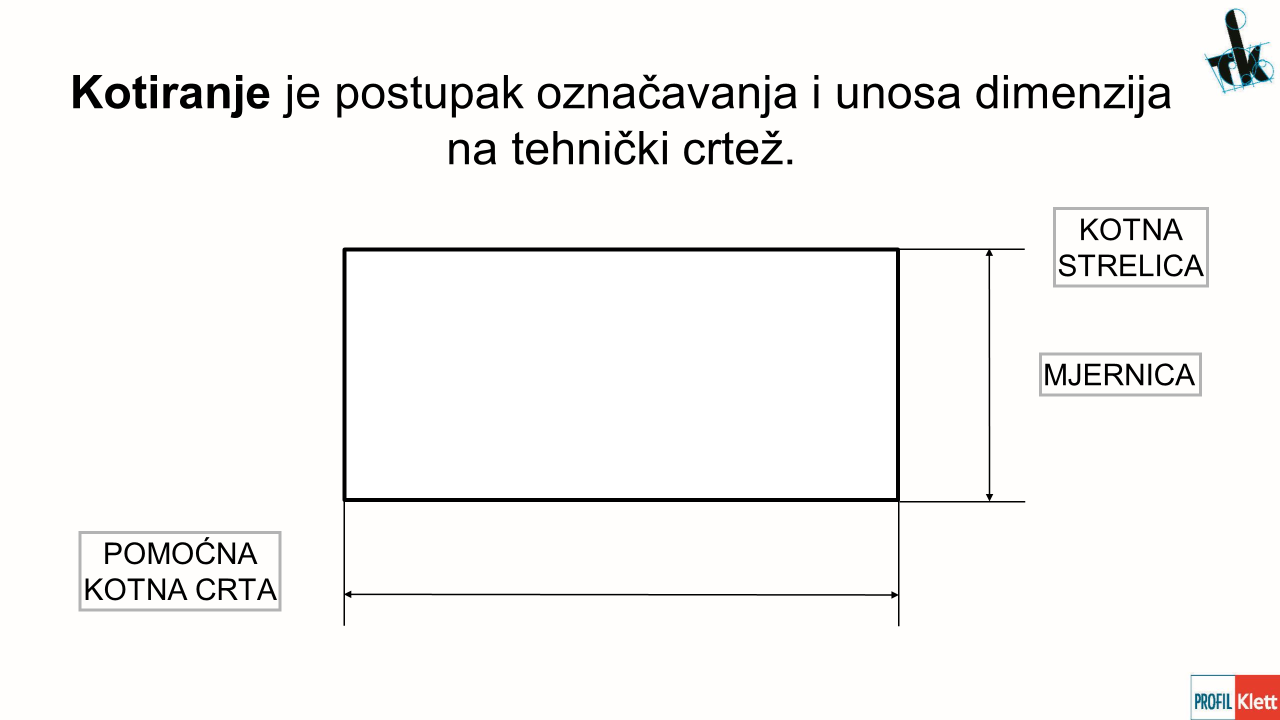 Kotiranje je postupak označavanja i unosa dimenzija
na tehnički crtež.
KOTNA
STRELICA
MJERNICA
POMOĆNA
KOTNA CRTA
PROFIL Klett